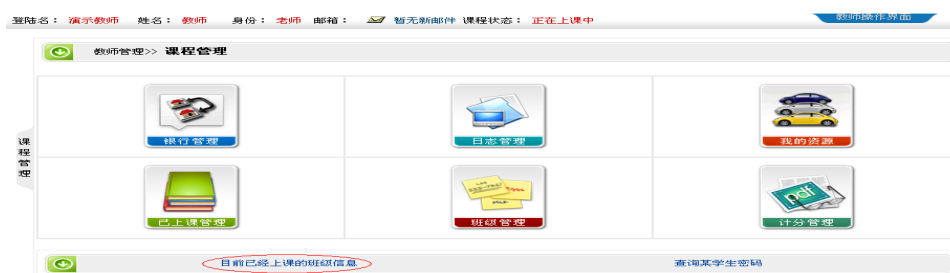 登陆名： 演示教师 姓名： 教师 身份： 老师 邮箱： 暂无新邮件 课程状态： 正在上课中
教师操作界面
教师管理>> 课程管理
课程管理
银行管理 日志管理 我的资源
已上课管理 班级管理 计分管理
目前已经上课的班级信息 查询某学生密码